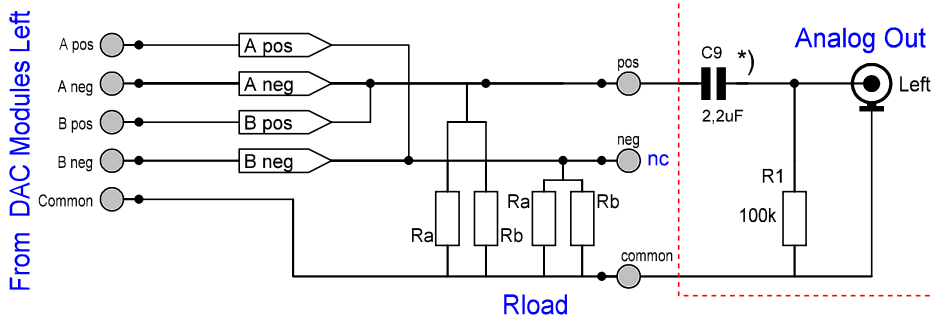 From DAC Modules Left
A pos
A pos
A neg
A neg
B pos
B pos
B neg
B neg
Common
Ra
Rb
Ra
Rb
Rload
pos
neg
nc
common
C9
*)
2,2uF
R1
100k
Analog Out
Left